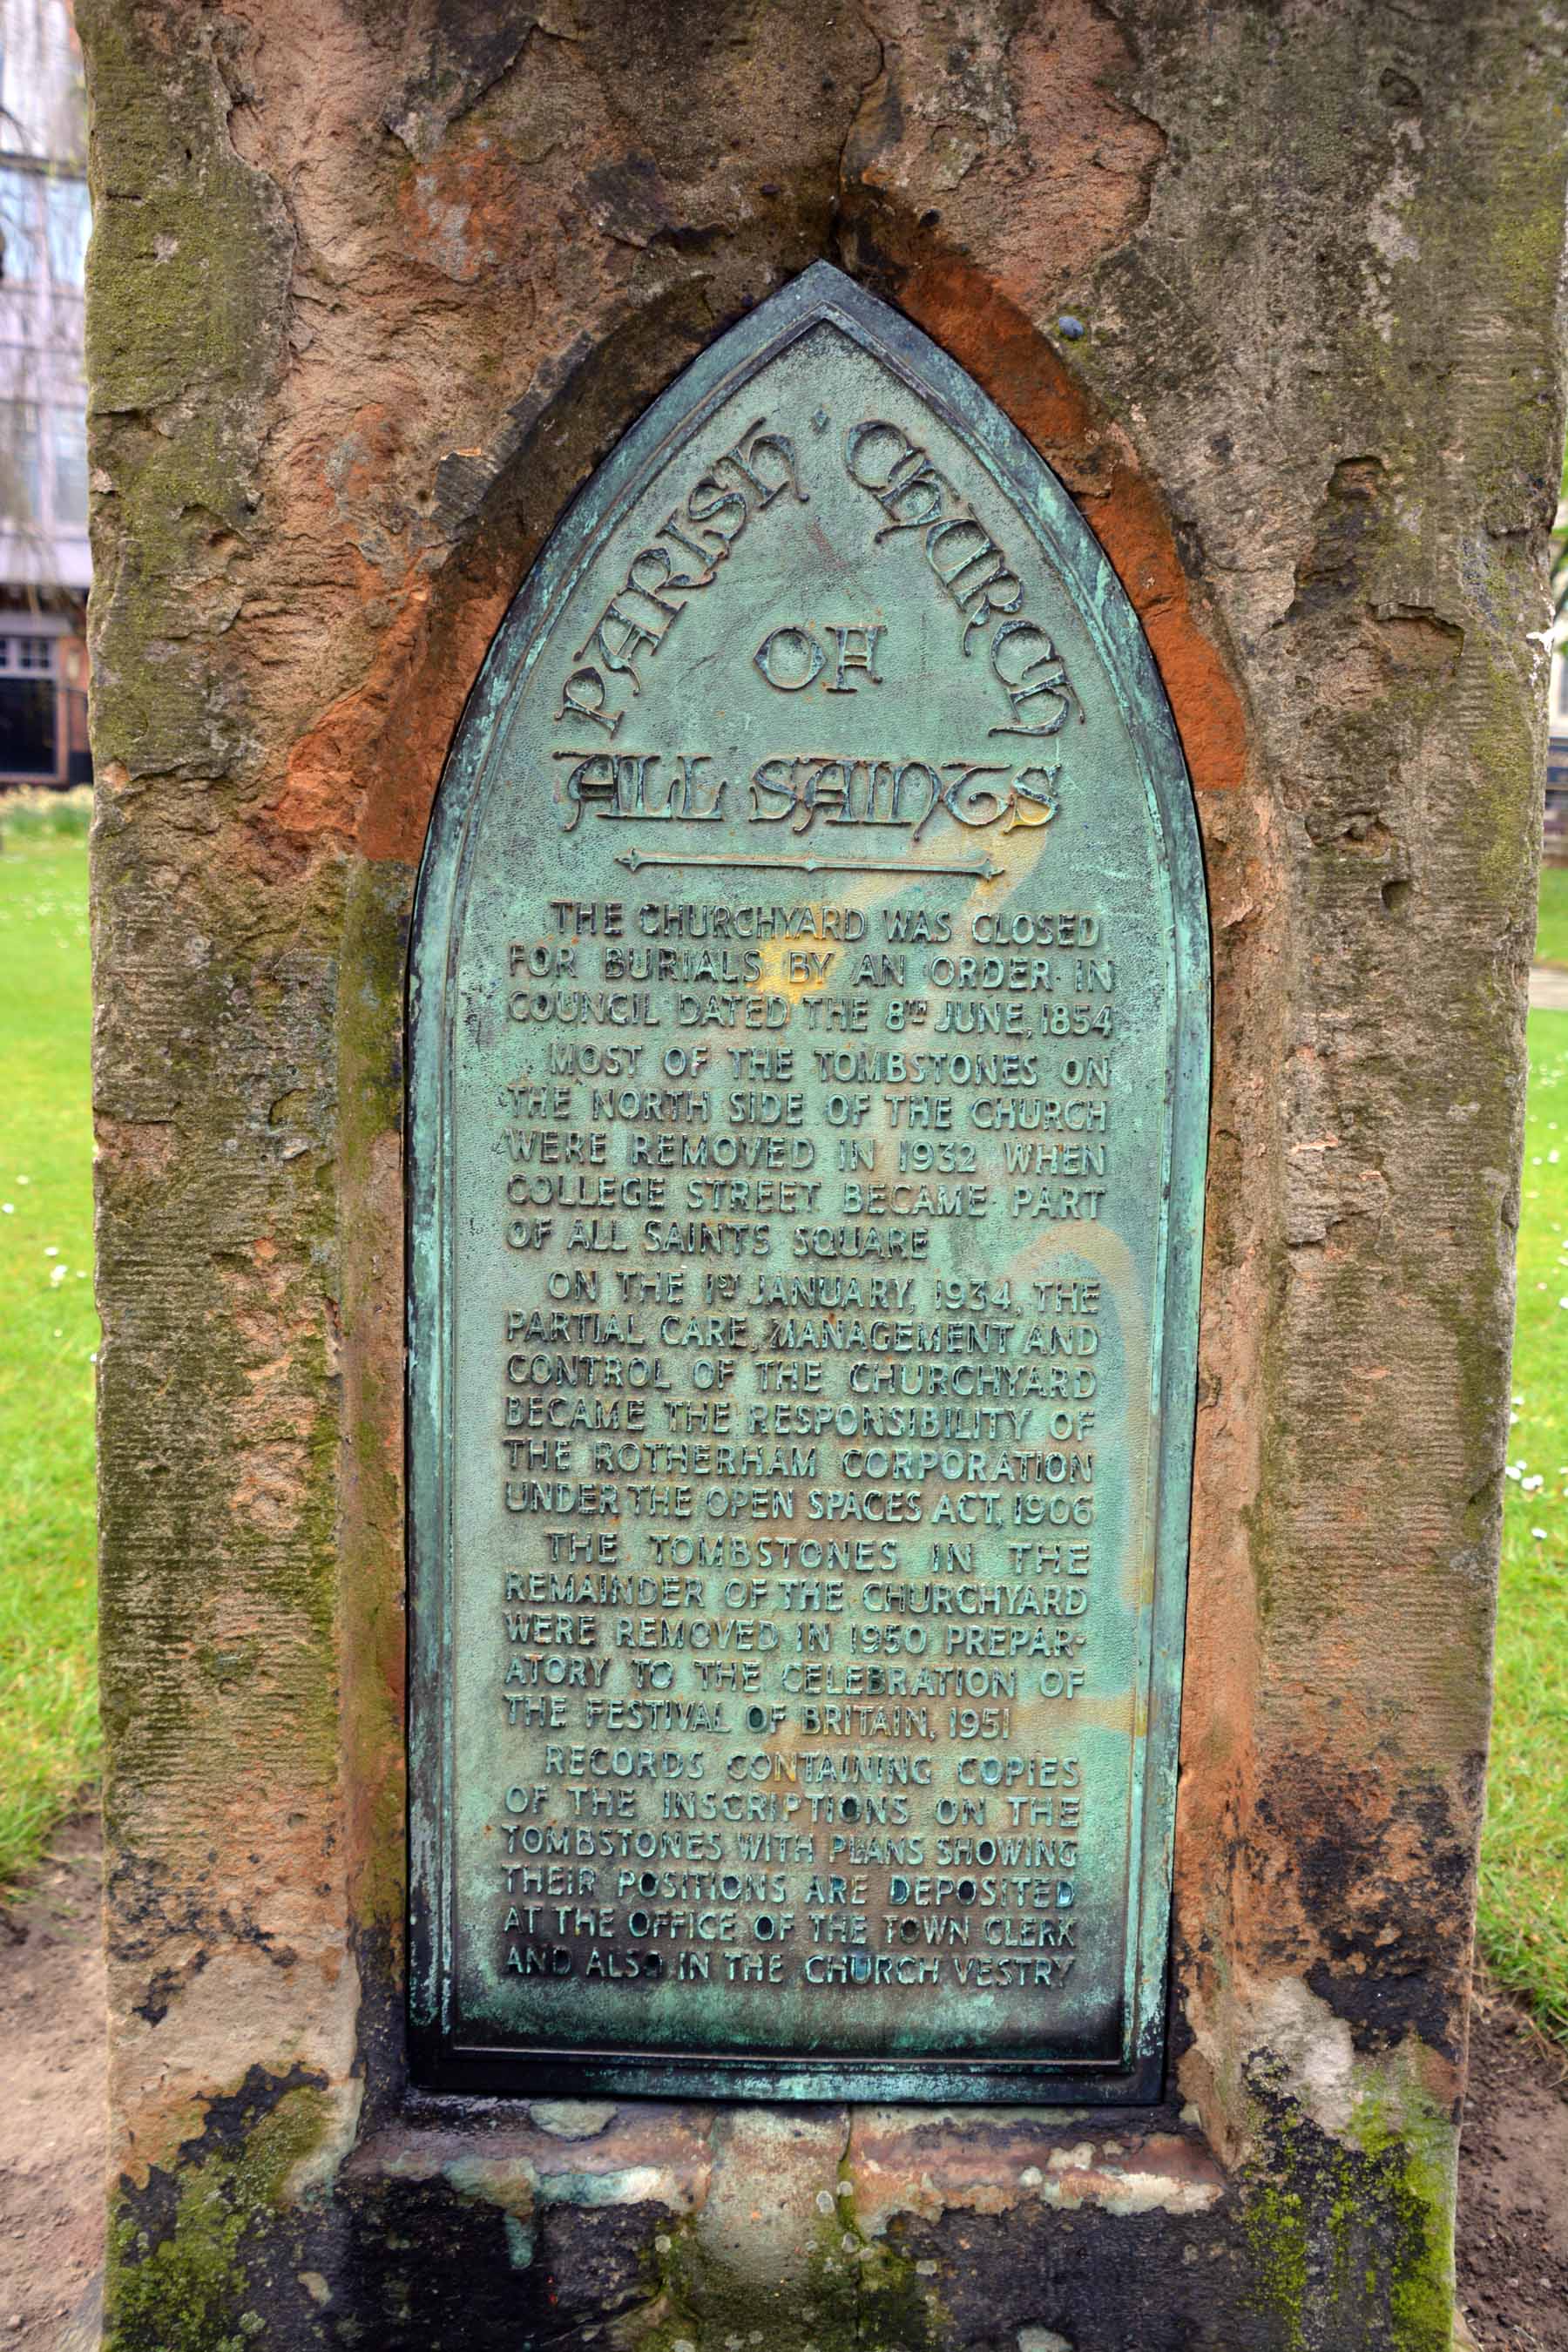 PARISH · CHURCH
OF
ALL SAINTS
THE CHURCHYARD WAS CLOSED
FOR BURIALS BY AN ORDER IN
COUNCIL DATED THE 8TH JUNE, 1854
MOST OF THE TOMBSTONES ON
THE NORTH SIDE OF THE CHURCH
WERE REMOVED IN 1932 WHEN
COLLEGE STREET BECAME PART
OF ALL SAINTS SQUARE
ON THE 1ST JANUARY, 1934, THE
PARTIAL CARE, MANAGEMENT AND
CONTROL OF THE CHURCHYARD
BECAME THE RESPONSIBILITY OF
THE ROTHERHAM CORPORATION
UNDER THE OPEN SPACES ACT, 1906
THE TOMBSTONES IN THE
REMAINDER OF THE CHURCHYARD
WERE REMOVED IN 1950 PREPAR-
ATORY TO THE CELEBRATION OF
THE FESTIVAL OF BRITAIN, 1951
RECORDS CONTAINING COPIES
OF THE INSCRIPTIONS ON THE
TOMBSTONES WITH PLANS SHOWING
THEIR POSITIONS ARE DEPOSITED
AT THE OFFICE OF THE TOWN CLERK
AND ALSO IN THE CHURCH VESTRY